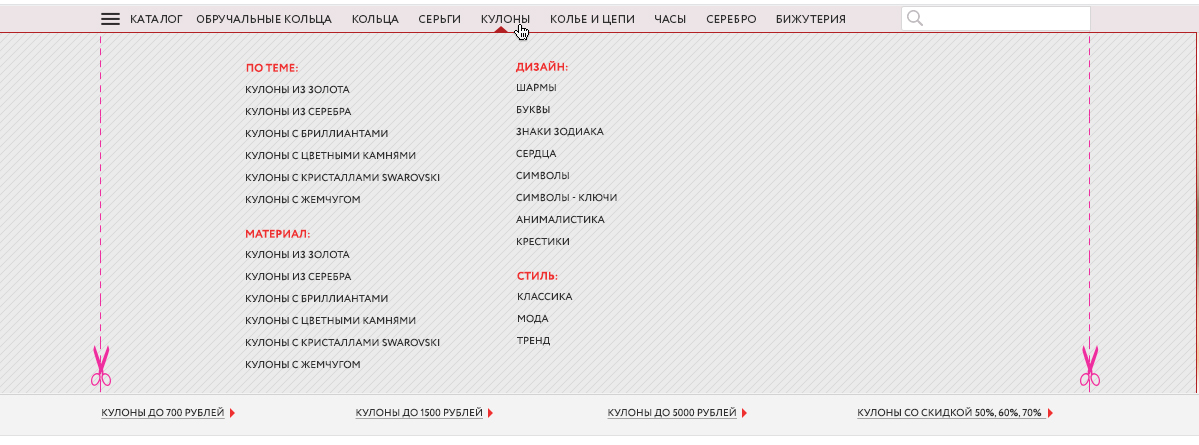 КАТАЛОГ ОБРУЧАЛЬНЫЕ КОЛЬЦА КОЛЬЦА СЕРЬГИ КУЛОНЫ КОЛЬЕ И ЦЕПИ ЧАСЫ СЕРЕБРО БИЖУТЕРИЯ
ПО ТЕМЕ:
КУЛОНЫ ИЗ ЗОЛОТА
КУЛОНЫ ИЗ СЕРЕБРА
КУЛОНЫ С БРИЛЛИАНТАМИ
КУЛОНЫ С ЦВЕТНЫМИ КАМНЯМИ
КУЛОНЫ С КРИСТАЛЛАМИ SWAROVSKI
КУЛОНЫ С ЖЕМЧУГОМ
МАТЕРИАЛ:
КУЛОНЫ ИЗ ЗОЛОТА
КУЛОНЫ ИЗ СЕРЕБРА
КУЛОНЫ С БРИЛЛИАНТАМИ
КУЛОНЫ С ЦВЕТНЫМИ КАМНЯМИ
КУЛОНЫ С КРИСТАЛЛАМИ SWAROVSKI
КУЛОНЫ С ЖЕМЧУГОМ
ДИЗАЙН:
ШАРМЫ
БУКВЫ
ЗНАКИ ЗОДИАКА
СЕРДЦА
СИМВОЛЫ
СИМВОЛЫ - КЛЮЧИ
АНИМАЛИСТИКА
КРЕСТИКИ
СТИЛЬ:
КЛАССИКА
МОДА
ТРЕНД
КУЛОНЫ ДО 700 РУБЛЕЙ КУЛОНЫ ДО 1500 РУБЛЕЙ КУЛОНЫ ДО 5000 РУБЛЕЙ КУЛОНЫ СО СКИДКОЙ 50%, 60%, 70%